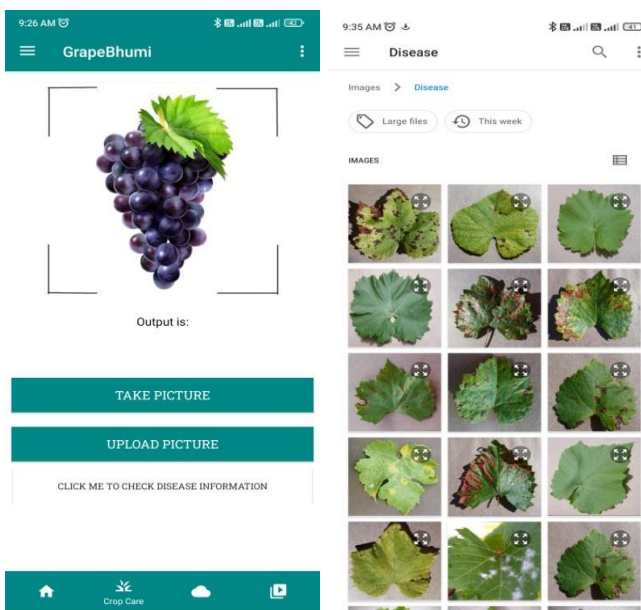 9:26 AM
GrapeBhumi
Output is:
TAKE PICTURE
UPLOAD PICTURE
CLICK ME TO CHECK DISEASE INFORMATION
Crop Care
9:35 AM
Disease
Images > Disease
Large files
This week
IMAGES